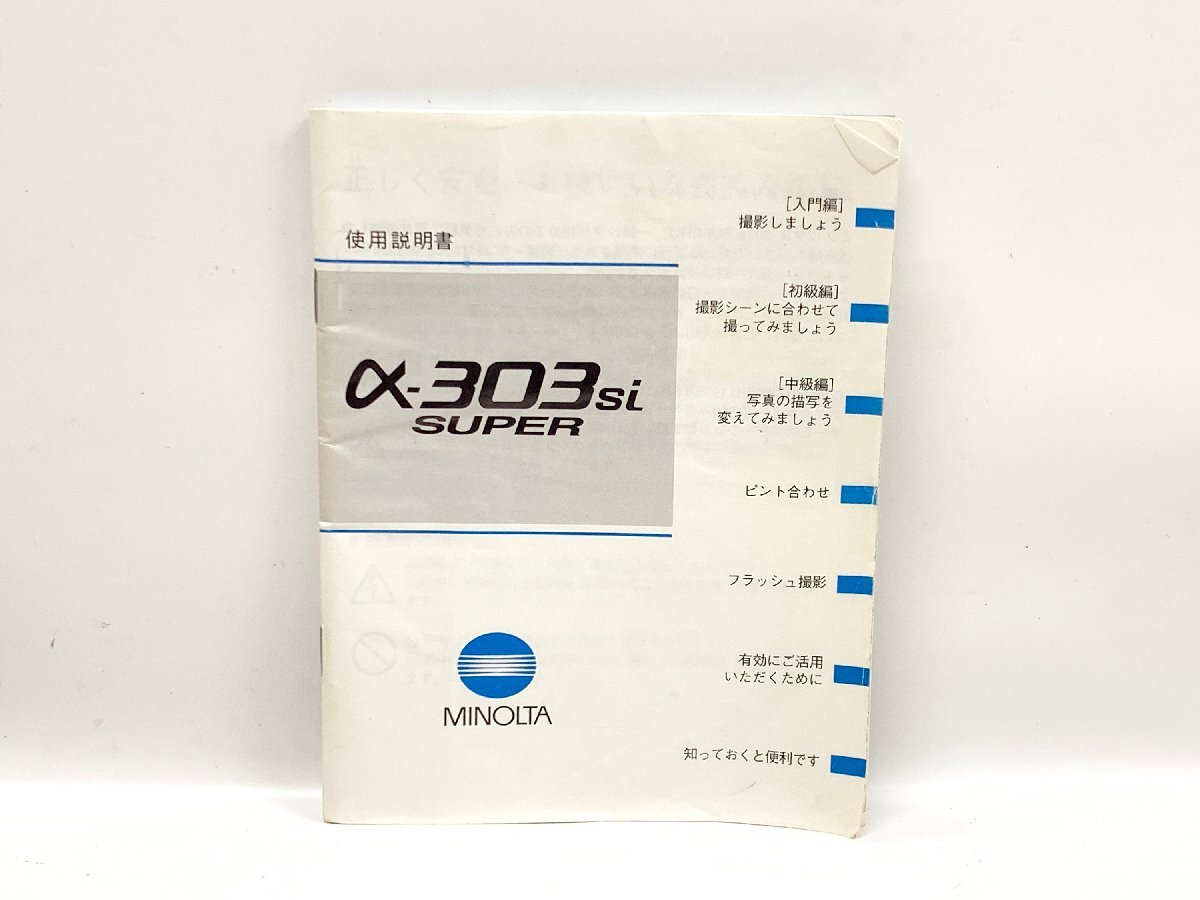 使用説明書
α-303si
SUPER
MINOLTA
[入門編]
撮影しましょう
[初級編]
撮影シーンに合わせて
撮ってみましょう
[中級編]
写真の描写を
変えてみましょう
ピント合わせ
フラッシュ撮影
有効にご活用
いただくために
知っておくと便利です